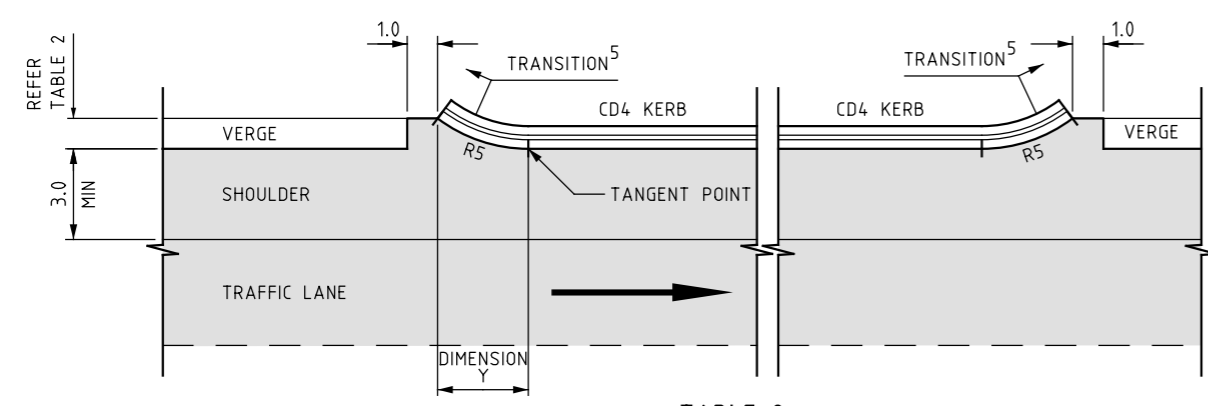 1.0
1.0
REFER
TABLE 2
TRANSITION5
TRANSITION5
CD4 KERB
CD4 KERB
VERGE
VERGE
R5
R5
3.0
MIN
SHOULDER
TANGENT POINT
TRAFFIC LANE
DIMENSION
Y